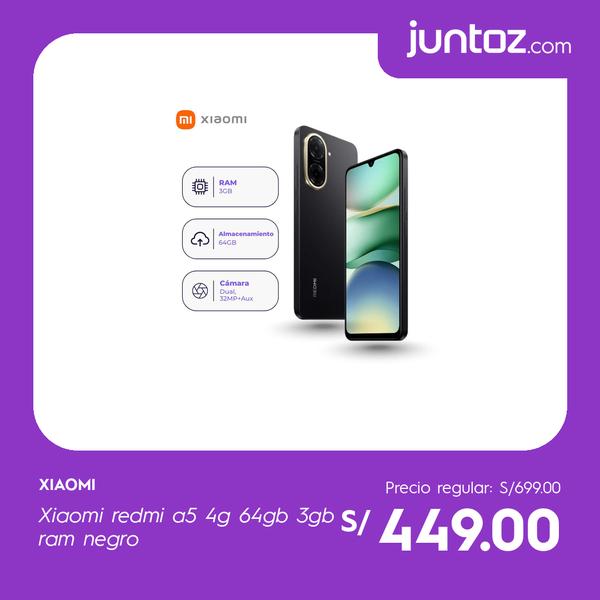 juntoz.com
mi xiaomi
RAM
3GB
Almacenamiento
64GB
Cámara
Dual,
32MP+Aux
REDMI
XIAOMI
Xiaomi redmi a5 4g 64gb 3gb
ram negro
Precio regular: S/699.00
S/ 449.00